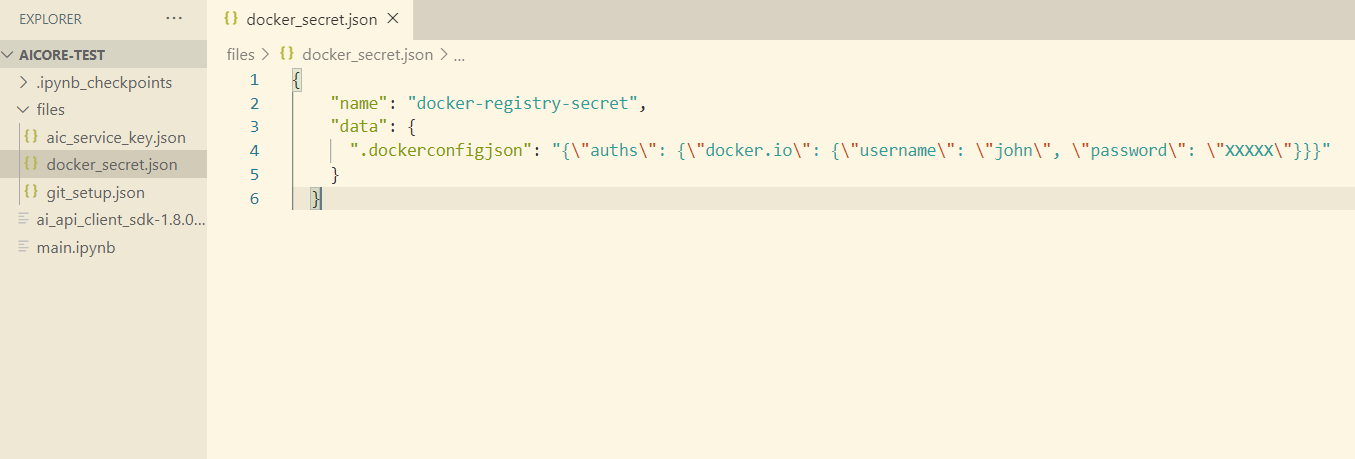 EXPLORER ...
AICORE-TEST
.ipynb_checkpoints
files
aic_service_key.json
docker_secret.json
git_setup.json
ai_api_client_sdk-1.8.0...
main.ipynb
{} docker_secret.json ×
files > {} docker_secret.json > ...
1 {
2 "name": "docker-registry-secret",
3 "data": {
4 ".dockerconfigjson": "{\"auths\": {\"docker.io\": {\"username\": \"john\", \"password\": \"XXXXX\"}}}"
5 }
6 }